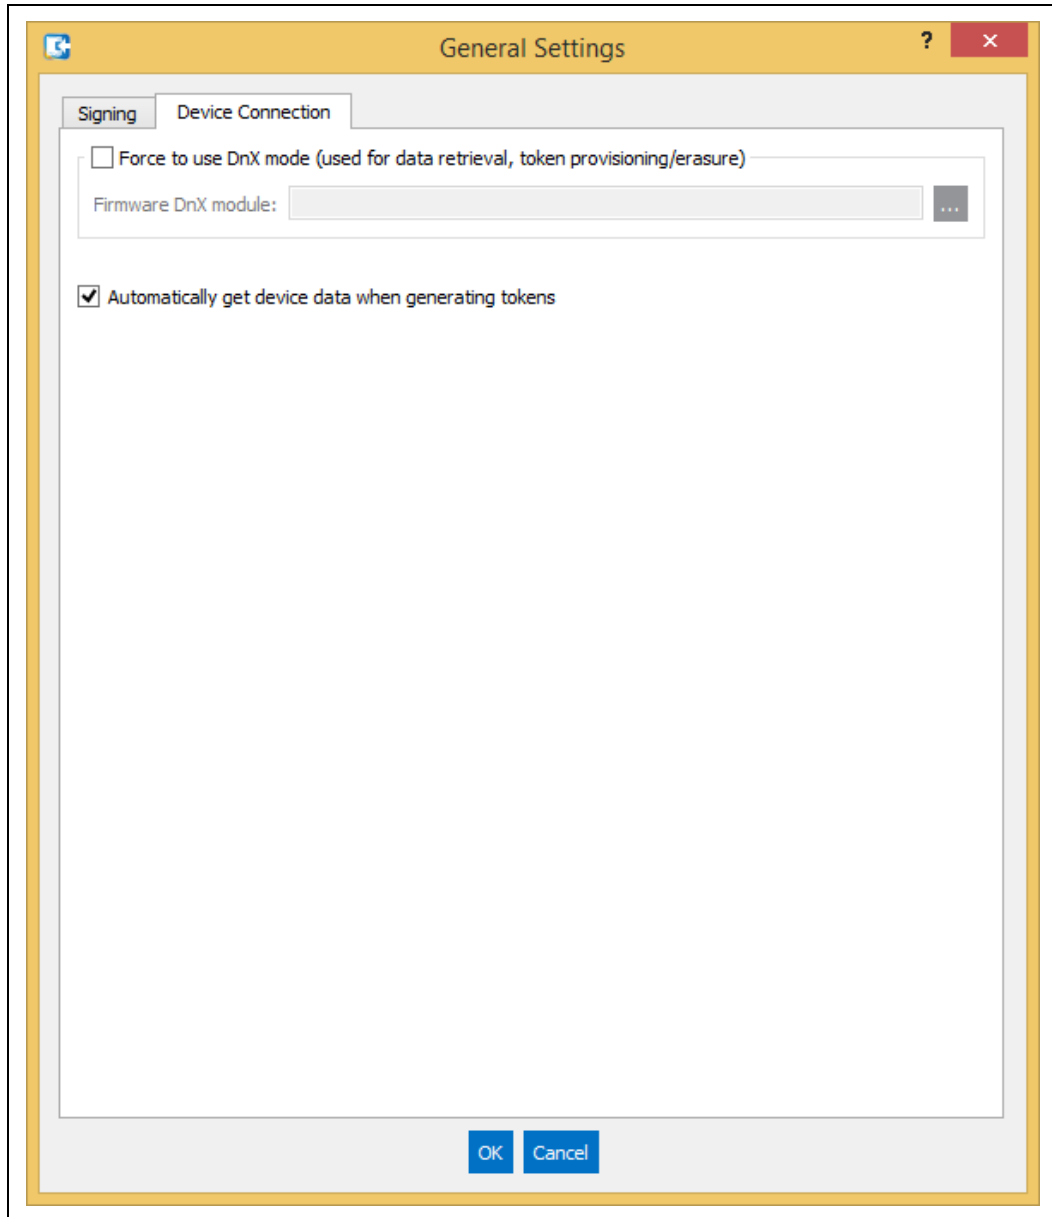 General Settings
?
Signing
Device Connection
Force to use DnX mode (used for data retrieval, token provisioning/erasure)
Firmware DnX module:
...
Automatically get device data when generating tokens
OK
Cancel